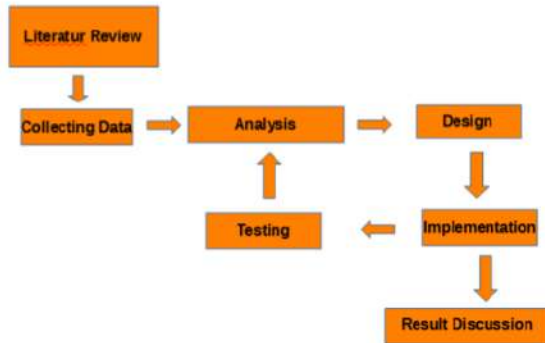 Literatur Review
Collecting Data
Analysis
Design
Testing
Implementation
Result Discussion